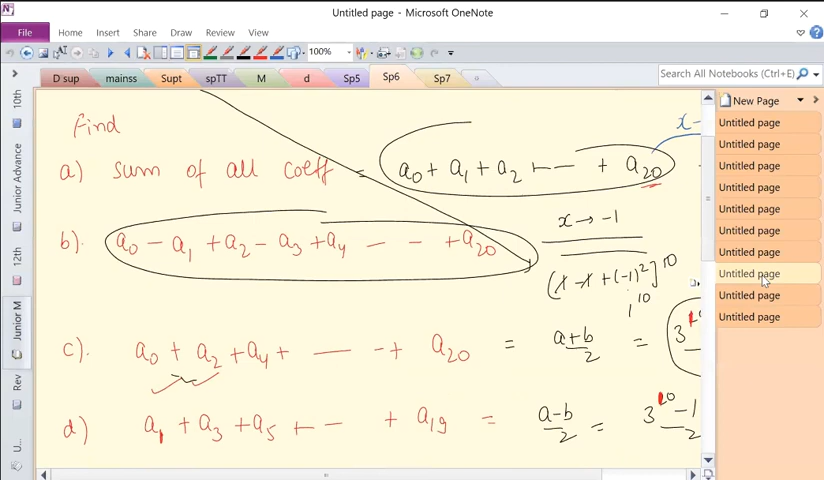 Untitled page - Microsoft OneNote
File Home Insert Share Draw Review View
100%
D sup mainss Supt spTT M d Sp5 Sp6 Sp7
Search All Notebooks (Ctrl+E)
New Page
Untitled page
Untitled page
Untitled page
Untitled page
Untitled page
Untitled page
Untitled page
Untitled page
Untitled page
Untitled page
10th
Junior Advance
12th
Junior M
Rev
U...
Find
a) sum of all coeff = a₀ + a₁ + a₂ + — — + a₂₀
x→ -1
b). a₀ - a₁ + a₂ - a₃ + a₄ — - + a₂₀
(1 - 1 + (-1)²]¹⁰
1¹⁰
c). a₀ + a₂ + a₄ + — - + a₂₀ = a+b/2 = 3¹⁰
d) a₁ + a₃ + a₅ + — + a₁₉ = a-b/2 = 3¹⁰-1/2